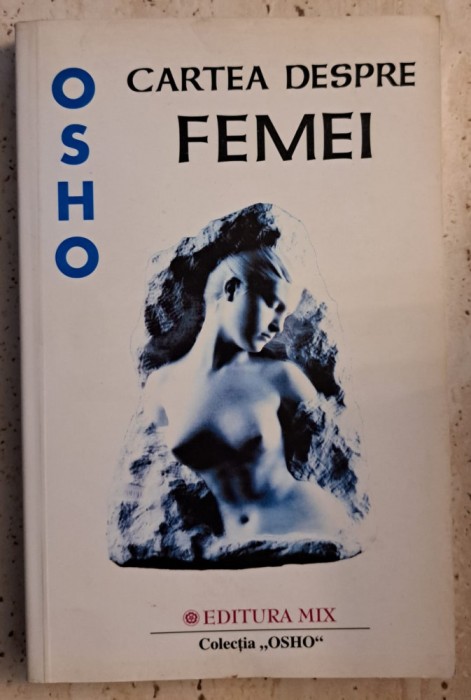 OSHO
CARTEA DESPRE
FEMEI
EDITURA MIX
Colecția „OSHO“